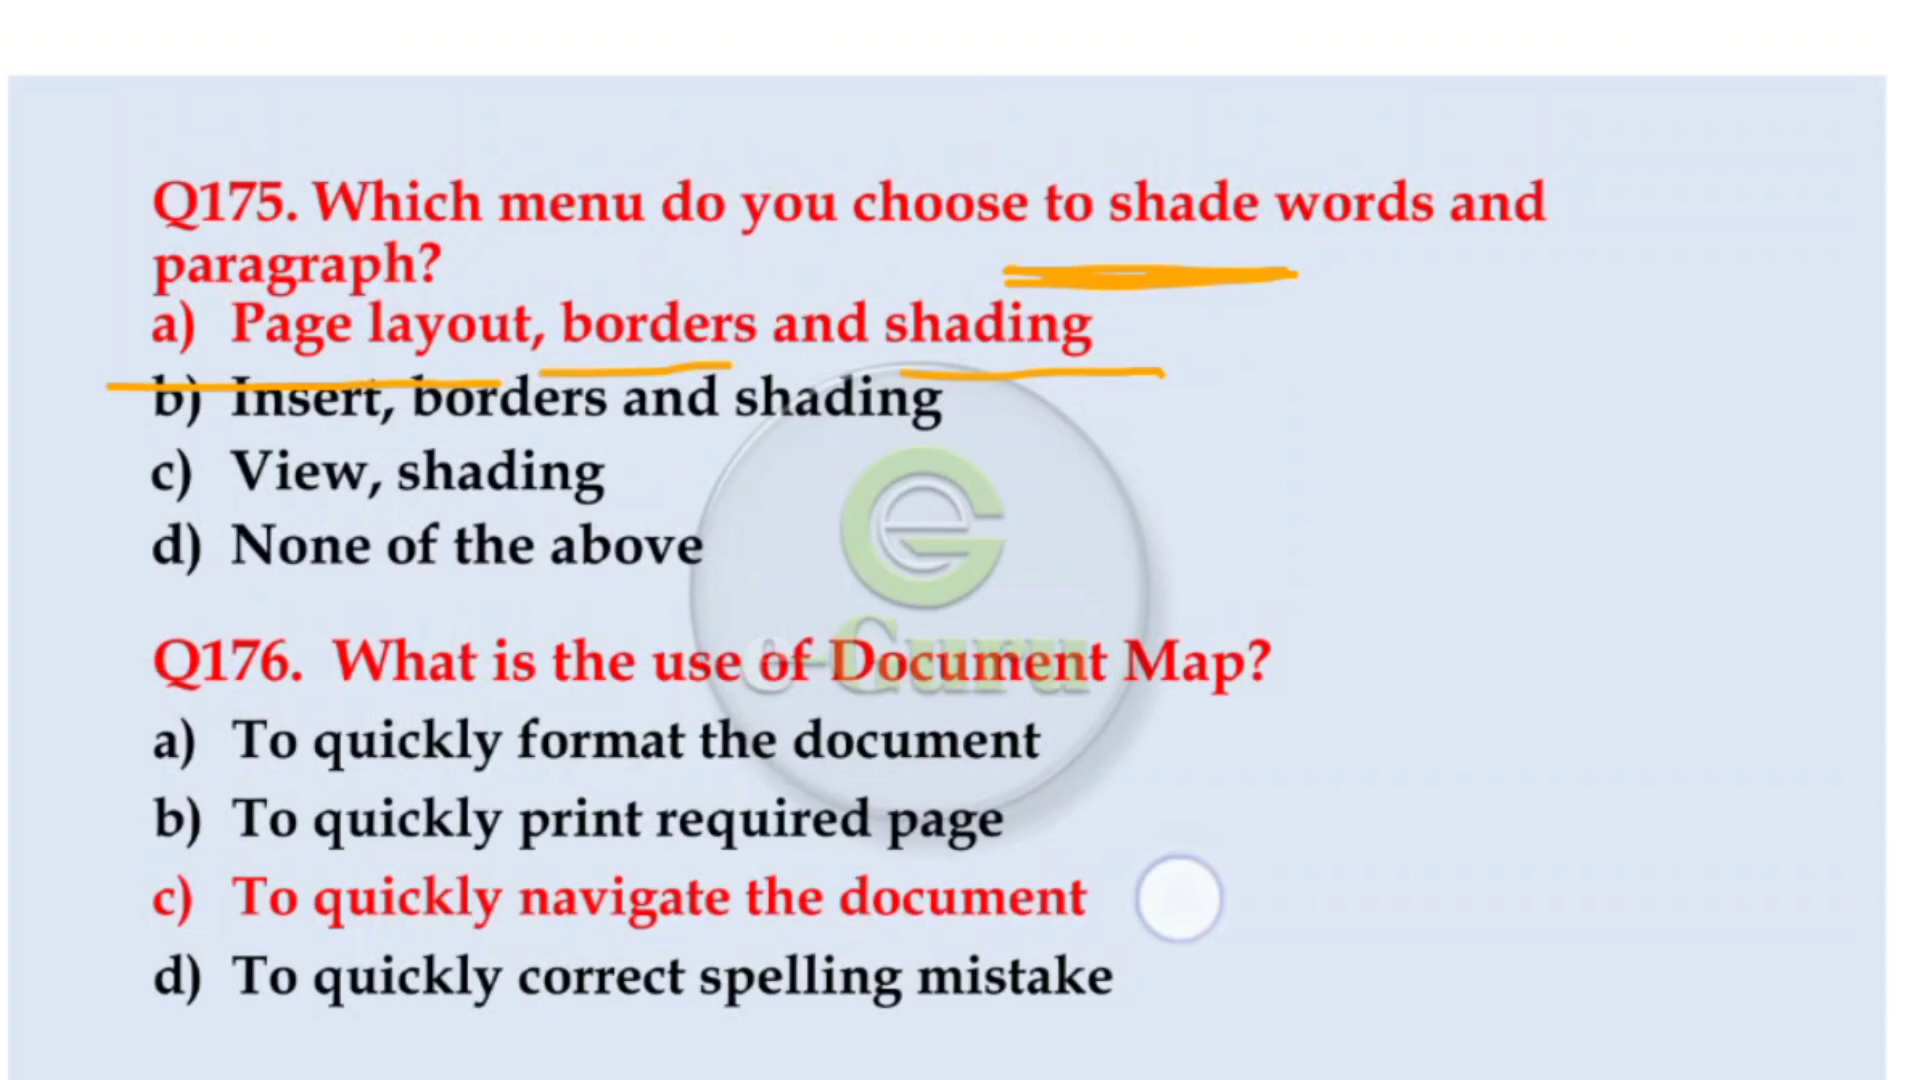 Q175. Which menu do you choose to shade words and
paragraph?
a) Page layout, borders and shading
b) Insert, borders and shading
c) View, shading
d) None of the above
Q176. What is the use of Document Map?
e-Guru
a) To quickly format the document
b) To quickly print required page
c) To quickly navigate the document
d) To quickly correct spelling mistake